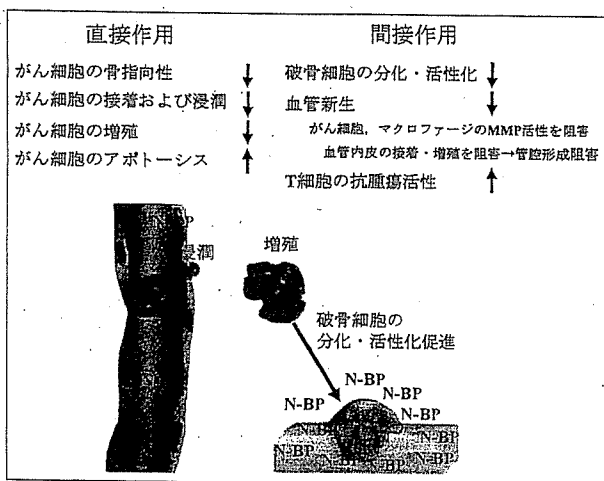 直接作用
がん細胞の骨指向性 ↓
がん細胞の接着および浸潤 ↓
がん細胞の増殖 ↓
がん細胞のアポトーシス ↑
間接作用
破骨細胞の分化・活性化 ↓
血管新生 ↓
がん細胞，マクロファージのMMP活性を阻害
血管内皮の接着・増殖を阻害→管腔形成阻害
T細胞の抗腫瘍活性 ↑
N-BP
浸潤
増殖
破骨細胞の
分化・活性化促進
N-BP
N-BP
N-BP
N-BP
N-BP
N-BP
N-BP
N-BP